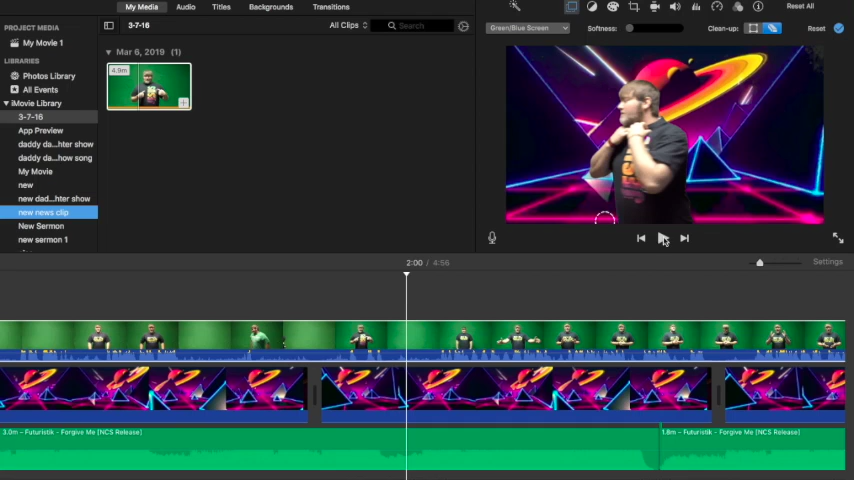 My Media Audio Titles Backgrounds Transitions
Reset All
PROJECT MEDIA
My Movie 1
LIBRARIES
Photos Library
All Events
iMovie Library
3-7-16
App Preview
daddy da...hter show
daddy da...how song
My Movie
new
new dad...hter show
new news clip
New Sermon
new sermon 1
3-7-16
All Clips
Search
Mar 6, 2019 (1)
4.9m
Green/Blue Screen
Softness:
Clean-up:
Reset
2:00 / 4:56
Settings
3.0m – Futuristik - Forgive Me [NCS Release]
1.8m – Futuristik - Forgive Me [NCS Release]